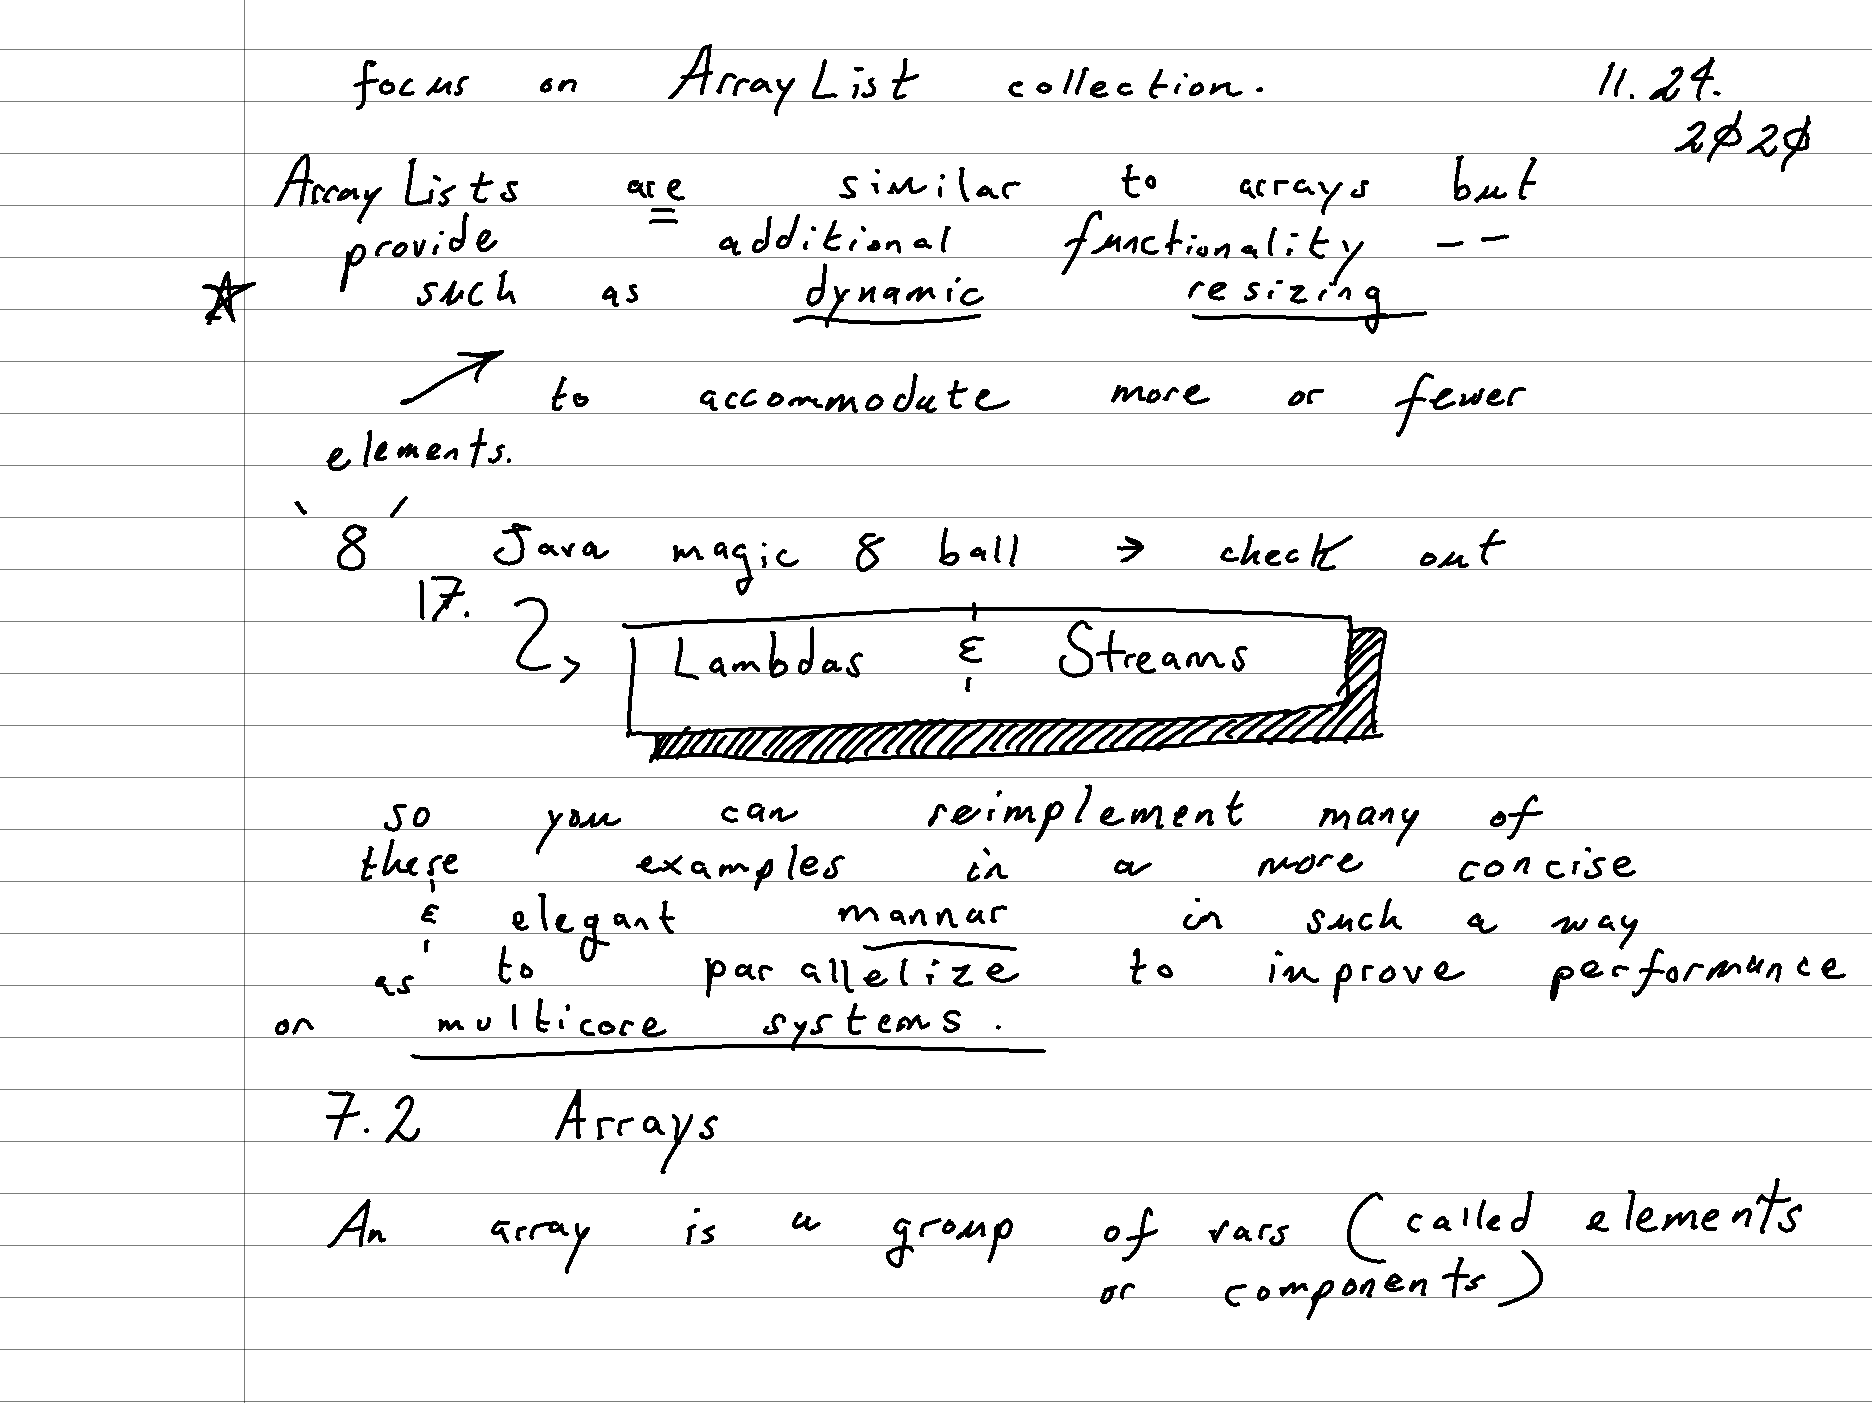 focus on ArrayList collection. 11.24.
2020
ArrayLists are similar to arrays but
provide additional functionality --
such as dynamic resizing
to accommodate more or fewer
elements.
`8' Java magic 8 ball → check out
17.
Lambdas & Streams
so you can reimplement many of
these examples in a more concise
& elegant mannar in such a way
as to parallelize to improve performance
on multicore systems.
7.2 Arrays
An array is a group of vars (called elements
or components)